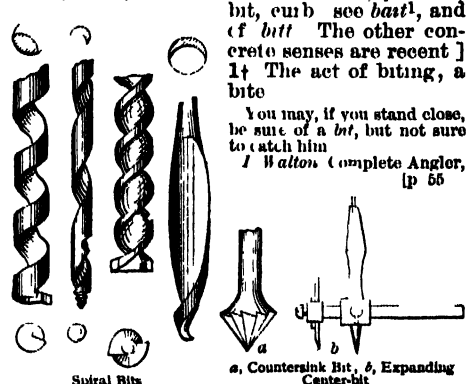 bit, curb see baιt¹, and
cf bitt The other con-
crete senses are recent ]
1† The act of biting, a
bite
You may, if you stand close,
be sure of a bit, but not sure
to catch him
I Walton Complete Angler,
[p 55
a
b
a, Countersink Bit, b, Expanding
Center-bit
Spiral Bits